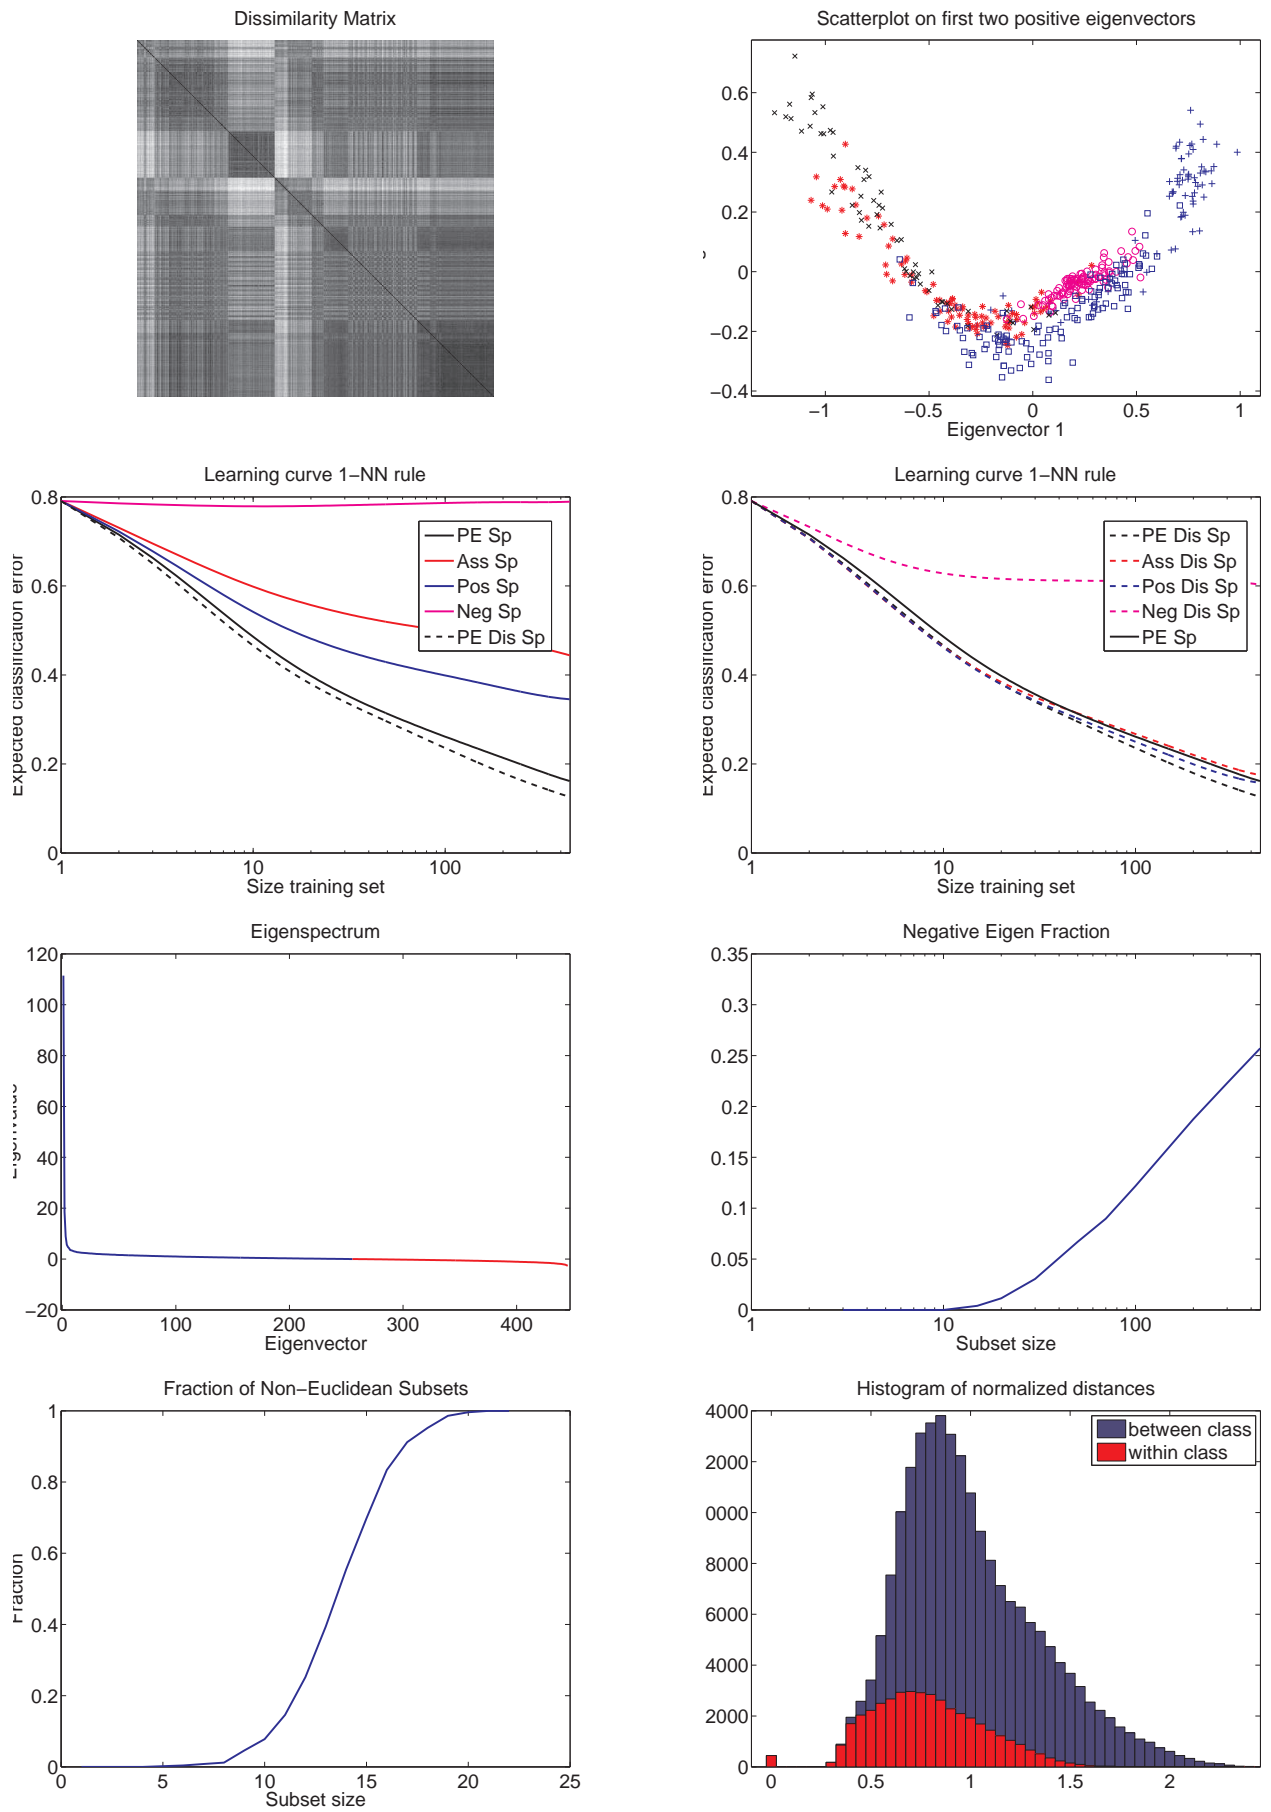 Dissimilarity Matrix
Scatterplot on first two positive eigenvectors
0.6
0.4
0.2
0
−0.2
−0.4
−1
−0.5
0
0.5
1
Eigenvector 1
Learning curve 1−NN rule
Expected classification error
0.8
0.6
0.4
0.2
0
1
10
100
Size training set
PE Sp
Ass Sp
Pos Sp
Neg Sp
PE Dis Sp
Learning curve 1−NN rule
Expected classification error
0.8
0.6
0.4
0.2
0
1
10
100
Size training set
PE Dis Sp
Ass Dis Sp
Pos Dis Sp
Neg Dis Sp
PE Sp
Eigenspectrum
Eigenvalue
120
100
80
60
40
20
0
−20
0
100
200
300
400
Eigenvector
Negative Eigen Fraction
0.35
0.3
0.25
0.2
0.15
0.1
0.05
0
1
10
100
Subset size
Fraction of Non−Euclidean Subsets
Fraction
1
0.8
0.6
0.4
0.2
0
0
5
10
15
20
25
Subset size
Histogram of normalized distances
4000
2000
0000
8000
6000
4000
2000
0
0
0.5
1
1.5
2
between class
within class